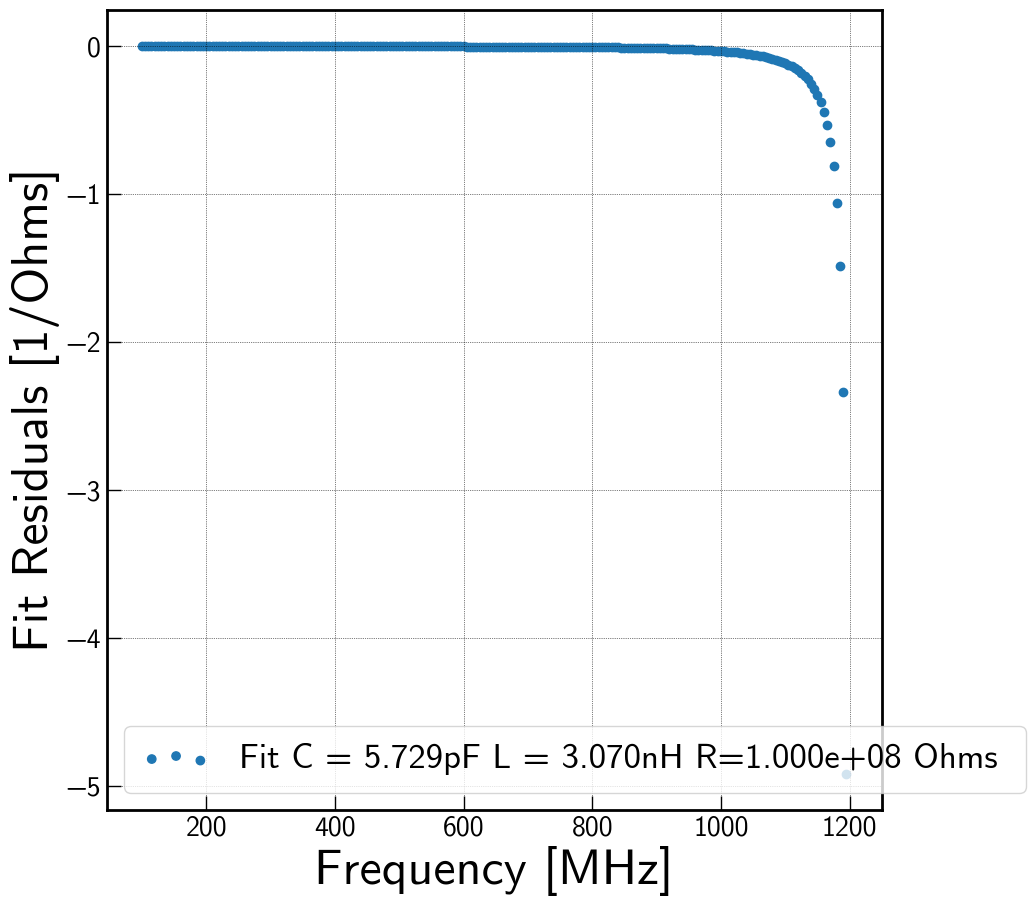 Fit Residuals [1/Ohms]
0
−1
−2
−3
−4
−5
Fit C = 5.729pF L = 3.070nH R=1.000e+08 Ohms
200 400 600 800 1000 1200
Frequency [MHz]